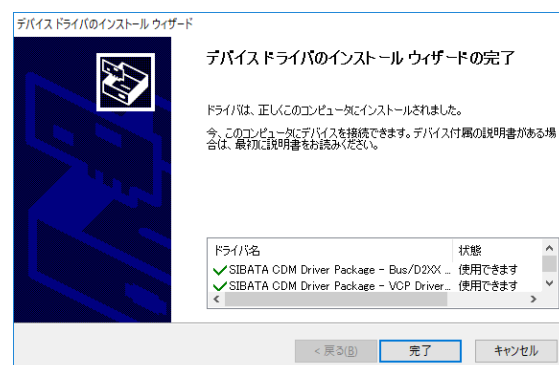 デバイス ドライバのインストール ウィザード
デバイス ドライバのインストール ウィザードの完了
ドライバは、正しくこのコンピュータにインストールされました。
今、このコンピュータにデバイスを接続できます。デバイス付属の説明書がある場
合は、最初に説明書をお読みください。
ドライバ名 状態
SIBATA CDM Driver Package - Bus/D2XX ... 使用できます
SIBATA CDM Driver Package - VCP Driver... 使用できます
< 戻る(B) 完了 キャンセル